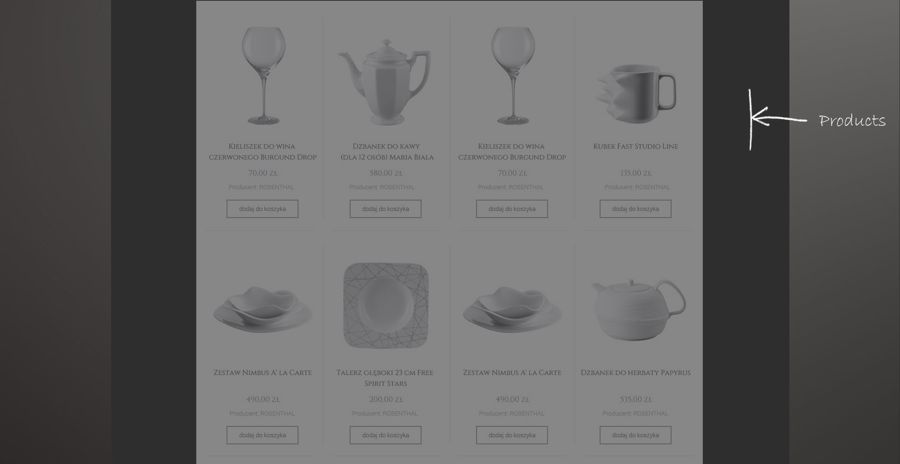 Kieliszek do wina
czerwonego Burgund Drop
70,00 ZŁ
Producent: ROSENTHAL
dodaj do koszyka
Dzbanek do kawy
(dla 12 osób) Maria Biala
580,00 ZŁ
Producent: ROSENTHAL
dodaj do koszyka
Kieliszek do wina
czerwonego Burgund Drop
70,00 ZŁ
Producent: ROSENTHAL
dodaj do koszyka
Kubek Fast Studio Line
135,00 ZŁ
Producent: ROSENTHAL
dodaj do koszyka
Products
Zestaw Nimbus A' la Carte
490,00 ZŁ
Producent: ROSENTHAL
dodaj do koszyka
Talerz głęboki 23 cm Free
Spirit Stars
200,00 ZŁ
Producent: ROSENTHAL
dodaj do koszyka
Zestaw Nimbus A' la Carte
490,00 ZŁ
Producent: ROSENTHAL
dodaj do koszyka
Dzbanek do herbaty Papyrus
535,00 ZŁ
Producent: ROSENTHAL
dodaj do koszyka